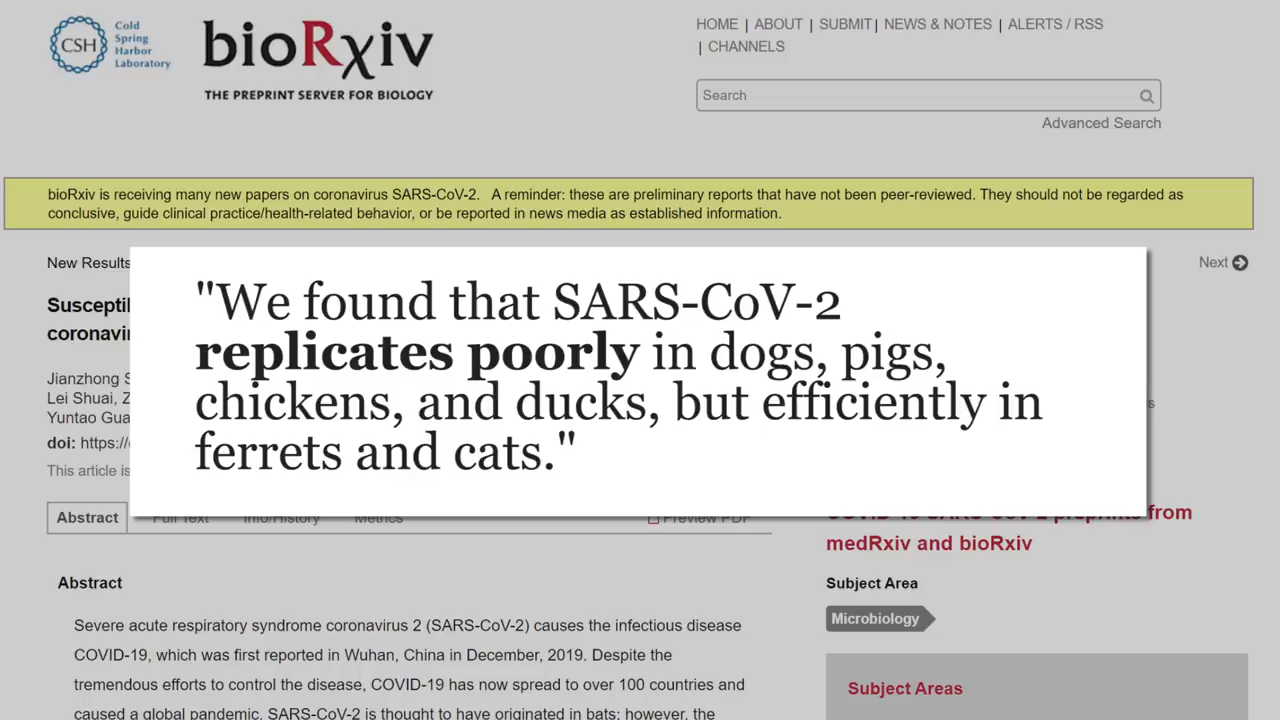 CSH
Cold
Spring
Harbor
Laboratory
bioRxiv
THE PREPRINT SERVER FOR BIOLOGY
HOME | ABOUT | SUBMIT | NEWS & NOTES | ALERTS / RSS
| CHANNELS
Search
Advanced Search
bioRxiv is receiving many new papers on coronavirus SARS-CoV-2. A reminder: these are preliminary reports that have not been peer-reviewed. They should not be regarded as
conclusive, guide clinical practice/health-related behavior, or be reported in news media as established information.
New Results
Next
"We found that SARS-CoV-2
replicates poorly in dogs, pigs,
chickens, and ducks, but efficiently in
ferrets and cats."
Jianzhong
Lei Shuai,
Yuntao
doi: https:/
This article is
Abstract Full Text Info/History Metrics Preview PDF
COVID-19 SARS-CoV-2 preprints from
medRxiv and bioRxiv
Abstract
Subject Area
Microbiology
Severe acute respiratory syndrome coronavirus 2 (SARS-CoV-2) causes the infectious disease
COVID-19, which was first reported in Wuhan, China in December, 2019. Despite the
tremendous efforts to control the disease, COVID-19 has now spread to over 100 countries and
caused a global pandemic. SARS-CoV-2 is thought to have originated in bats; however, the
Subject Areas